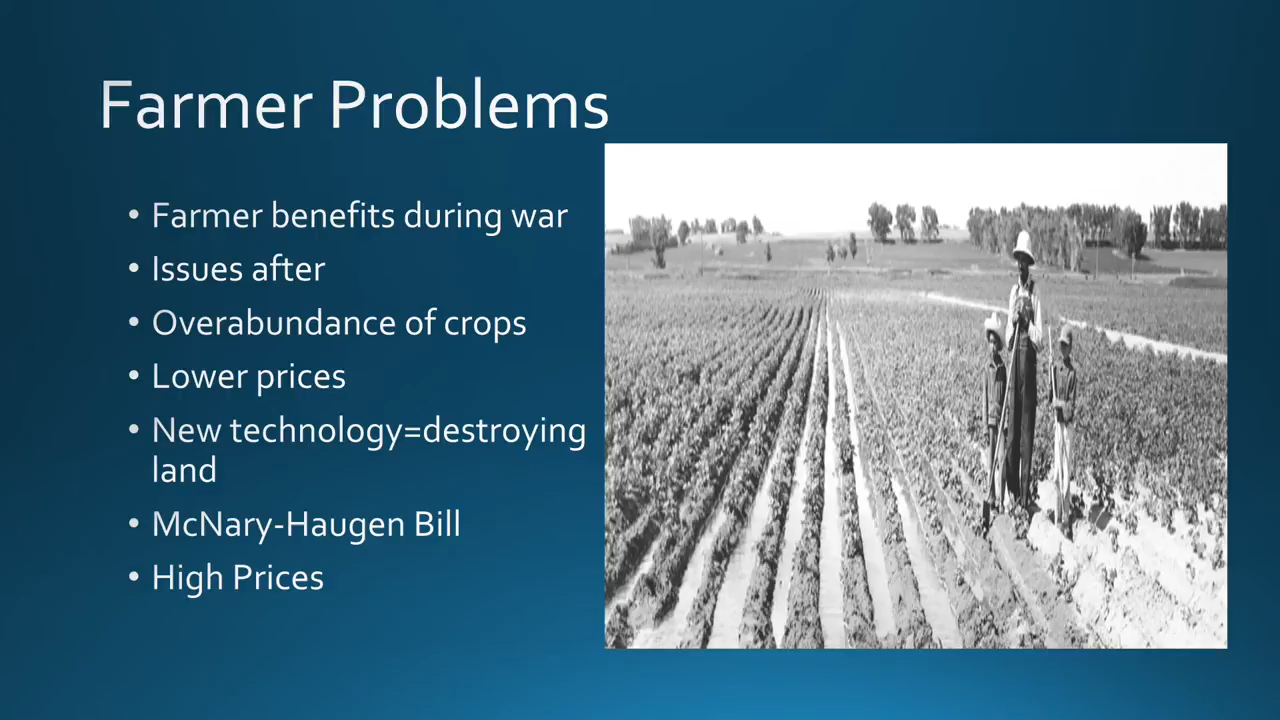 Farmer Problems
• Farmer benefits during war
• Issues after
• Overabundance of crops
• Lower prices
• New technology=destroying
land
• McNary-Haugen Bill
• High Prices